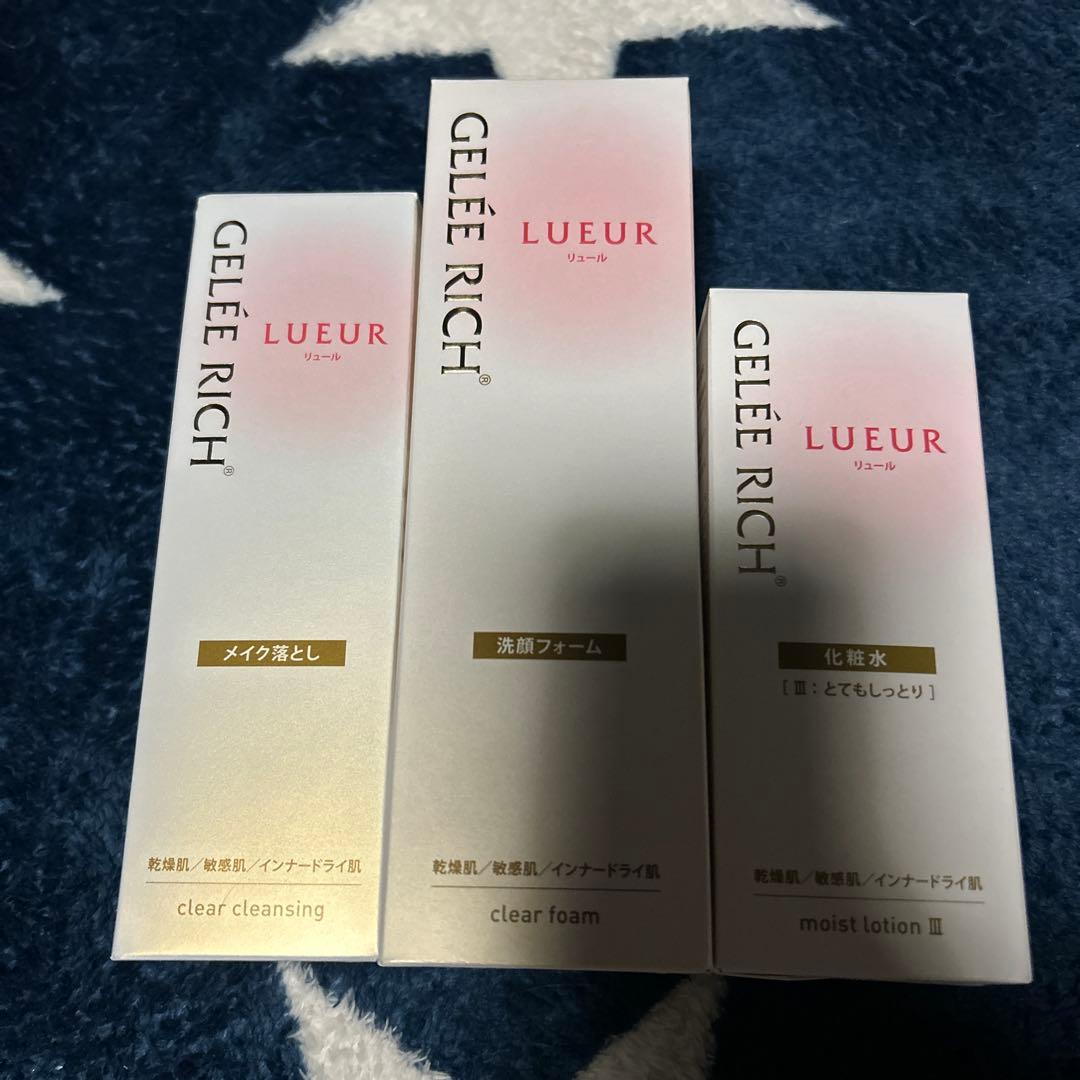 GELÉE RICH®
LUEUR
リュール
メイク落とし
乾燥肌/敏感肌/インナードライ肌
clear cleansing
GELÉE RICH®
LUEUR
リュール
洗顔フォーム
乾燥肌/敏感肌/インナードライ肌
clear foam
GELÉE RICH®
LUEUR
リュール
化粧水
[Ⅲ:とてもしっとり]
乾燥肌/敏感肌/インナードライ肌
moist lotion Ⅲ